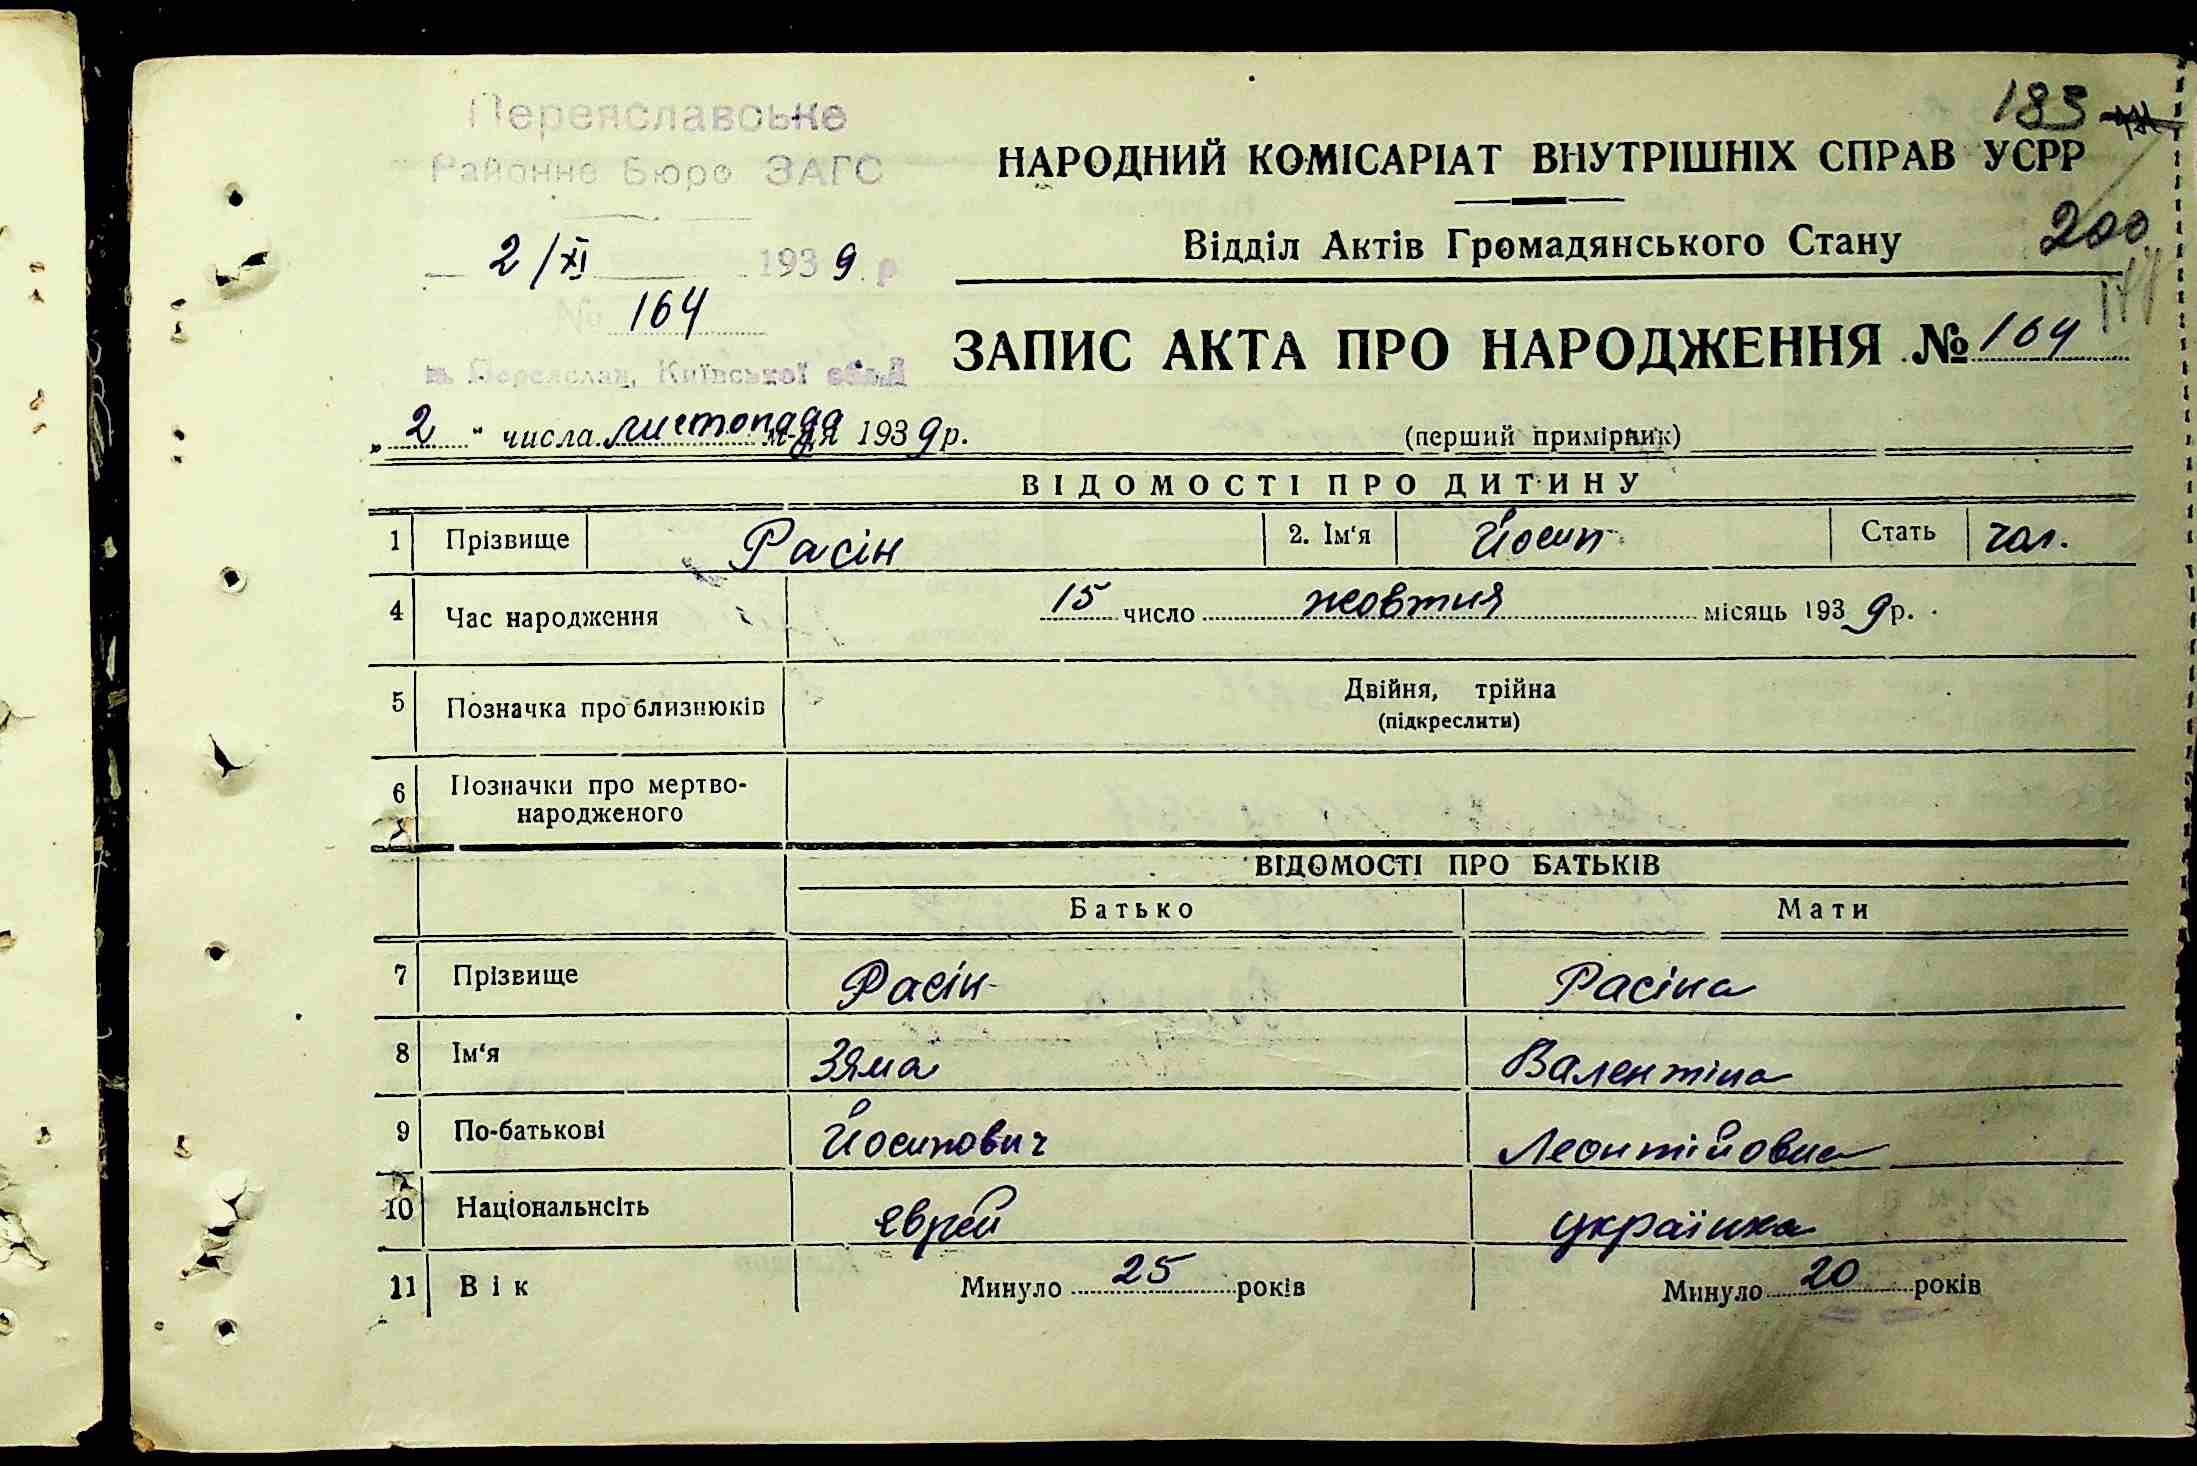 Переяславське
Районне Бюро ЗАГС
2/XI 1939 р
№ 164
м. Переяслав, Київської обл.
185
НАРОДНИЙ КОМІСАРІАТ ВНУТРІШНІХ СПРАВ УСРР
Відділ Актів Громадянського Стану
200
ЗАПИС АКТА ПРО НАРОДЖЕННЯ № 164
„2“ числа листопада м-ця 1939 р.
(перший примірник)
ВІДОМОСТІ ПРО ДИТИНУ
1 Прізвище Расін 2. Ім'я Йосип Стать чол.
4 Час народження 15 число жовтня місяць 1939 р.
5 Позначка про близнюків Двійня, трійна
(підкреслити)
6 Позначки про мертво-
народженого
ВІДОМОСТІ ПРО БАТЬКІВ
Батько Мати
7 Прізвище Расін Расіна
8 Ім'я Зяма Валентіна
9 По-батькові Йосипович Леонтійовна
10 Національнсіть єврей українка
11 Вік Минуло 25 років Минуло 20 років